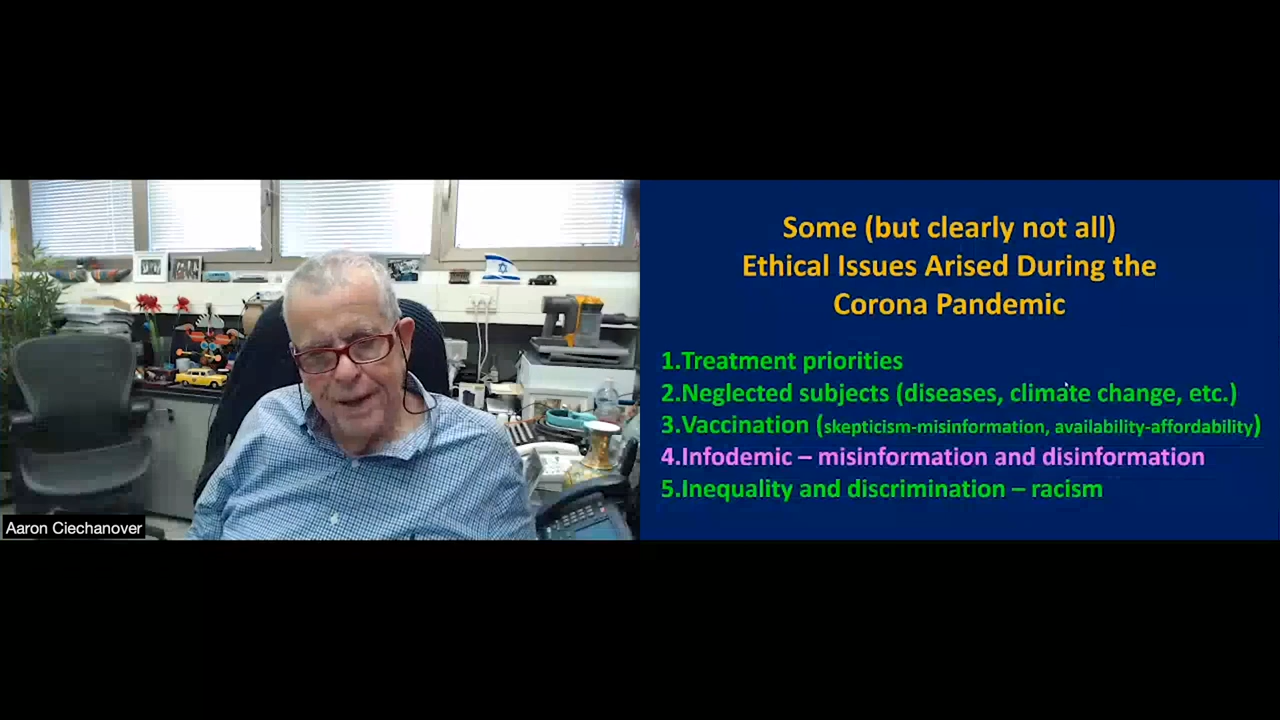 Aaron Ciechanover
Some (but clearly not all)
Ethical Issues Arised During the
Corona Pandemic
1.Treatment priorities
2.Neglected subjects (diseases, climate change, etc.)
3.Vaccination (skepticism-misinformation, availability-affordability)
4.Infodemic – misinformation and disinformation
5.Inequality and discrimination – racism